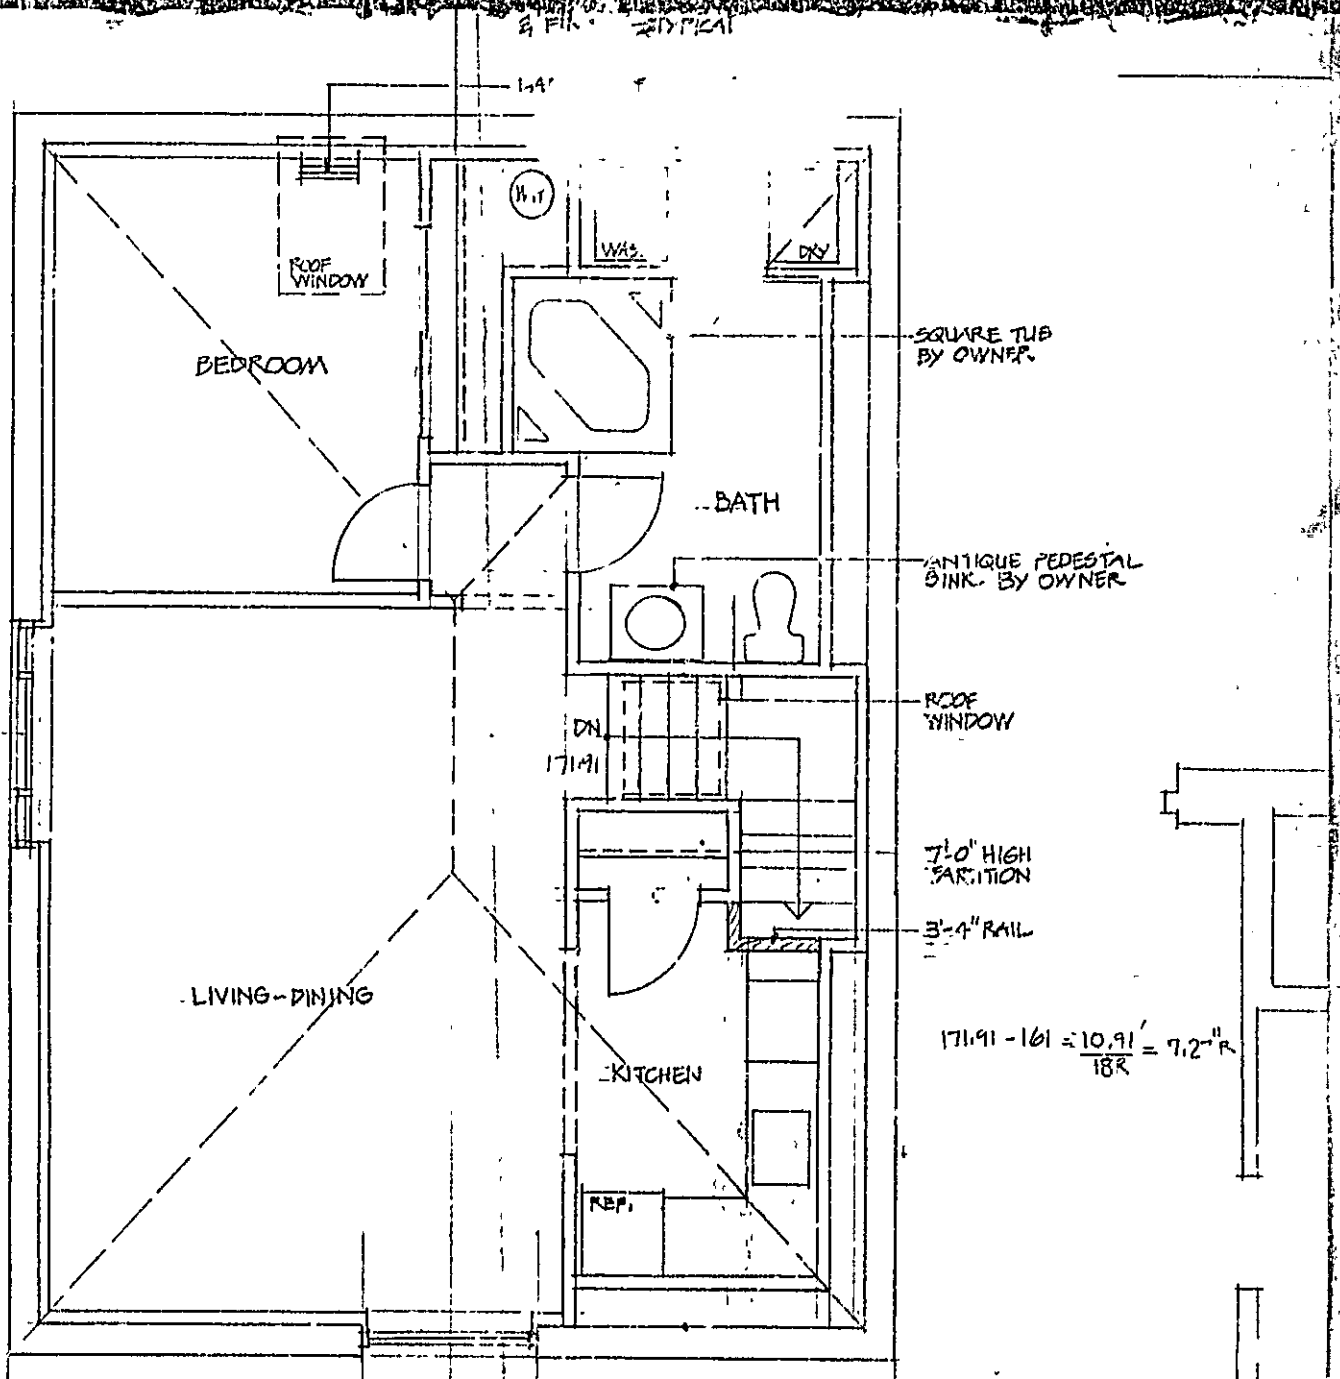 TYPICAL
ROOF
WINDOW
W.T
WAS.
DRY
BEDROOM
SQUARE TUB
BY OWNER.
BATH
ANTIQUE PEDESTAL
SINK. BY OWNER
ROOF
WINDOW
DN
171.91
7'-0" HIGH
PARTITION
3'-4" RAIL
LIVING-DINING
171.91 - 161 = 10.91' = 7.2"R
18R
KITCHEN
REF.